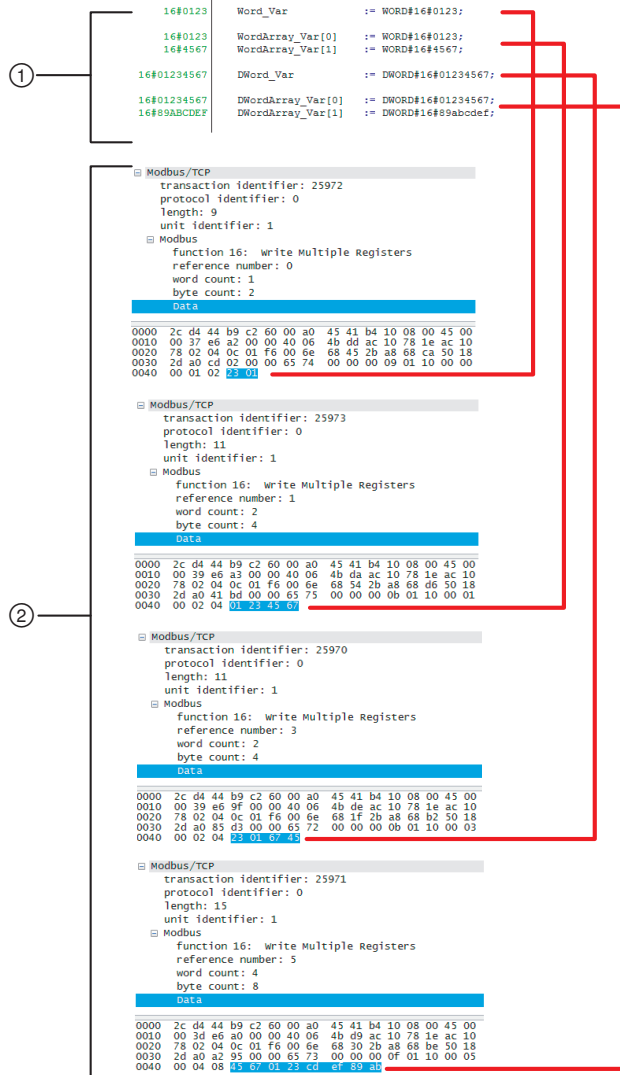 16#0123 Word_Var := WORD#16#0123;
16#0123 WordArray_Var[0] := WORD#16#0123;
16#4567 WordArray_Var[1] := WORD#16#4567;
1
16#01234567 DWord_Var := DWORD#16#01234567;
16#01234567 DWordArray_Var[0] := DWORD#16#01234567;
16#89ABCDEF DWordArray_Var[1] := DWORD#16#89abcdef;
Modbus/TCP
transaction identifier: 25972
protocol identifier: 0
length: 9
unit identifier: 1
Modbus
function 16: Write Multiple Registers
reference number: 0
word count: 1
byte count: 2
Data
0000 2c d4 44 b9 c2 60 00 a0 45 41 b4 10 08 00 45 00
0010 00 37 e6 a2 00 00 40 06 4b dd ac 10 78 1e ac 10
0020 78 02 04 0c 01 f6 00 6e 68 45 2b a8 68 ca 50 18
0030 2d a0 cd 02 00 00 65 74 00 00 00 09 01 10 00 00
0040 00 01 02 23 01
Modbus/TCP
transaction identifier: 25973
protocol identifier: 0
length: 11
unit identifier: 1
Modbus
function 16: Write Multiple Registers
reference number: 1
word count: 2
byte count: 4
Data
0000 2c d4 44 b9 c2 60 00 a0 45 41 b4 10 08 00 45 00
0010 00 39 e6 a3 00 00 40 06 4b da ac 10 78 1e ac 10
0020 78 02 04 0c 01 f6 00 6e 68 54 2b a8 68 d6 50 18
0030 2d a0 41 bd 00 00 65 75 00 00 00 0b 01 10 00 01
0040 00 02 04 01 23 45 67
2
Modbus/TCP
transaction identifier: 25970
protocol identifier: 0
length: 11
unit identifier: 1
Modbus
function 16: Write Multiple Registers
reference number: 3
word count: 2
byte count: 4
Data
0000 2c d4 44 b9 c2 60 00 a0 45 41 b4 10 08 00 45 00
0010 00 39 e6 9f 00 00 40 06 4b de ac 10 78 1e ac 10
0020 78 02 04 0c 01 f6 00 6e 68 1f 2b a8 68 b2 50 18
0030 2d a0 85 d3 00 00 65 72 00 00 00 0b 01 10 00 03
0040 00 02 04 23 01 67 45
Modbus/TCP
transaction identifier: 25971
protocol identifier: 0
length: 15
unit identifier: 1
Modbus
function 16: Write Multiple Registers
reference number: 5
word count: 4
byte count: 8
Data
0000 2c d4 44 b9 c2 60 00 a0 45 41 b4 10 08 00 45 00
0010 00 3d e6 a0 00 00 40 06 4b d9 ac 10 78 1e ac 10
0020 78 02 04 0c 01 f6 00 6e 68 30 2b a8 68 be 50 18
0030 2d a0 a2 95 00 00 65 73 00 00 00 0f 01 10 00 05
0040 00 04 08 45 67 01 23 cd ef 89 ab